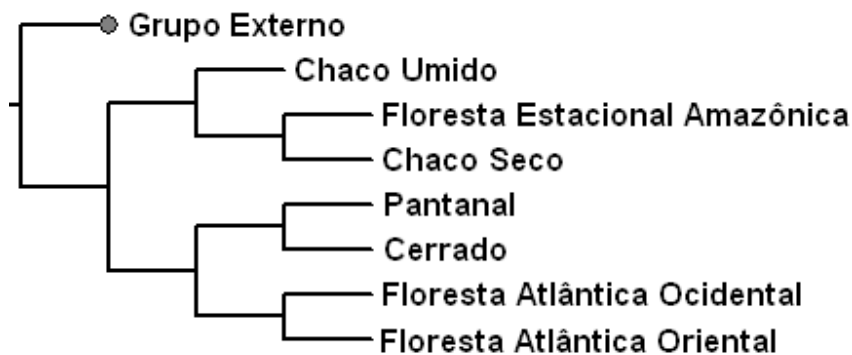 Grupo Externo
Chaco Umido
Floresta Estacional Amazônica
Chaco Seco
Pantanal
Cerrado
Floresta Atlântica Ocidental
Floresta Atlântica Oriental